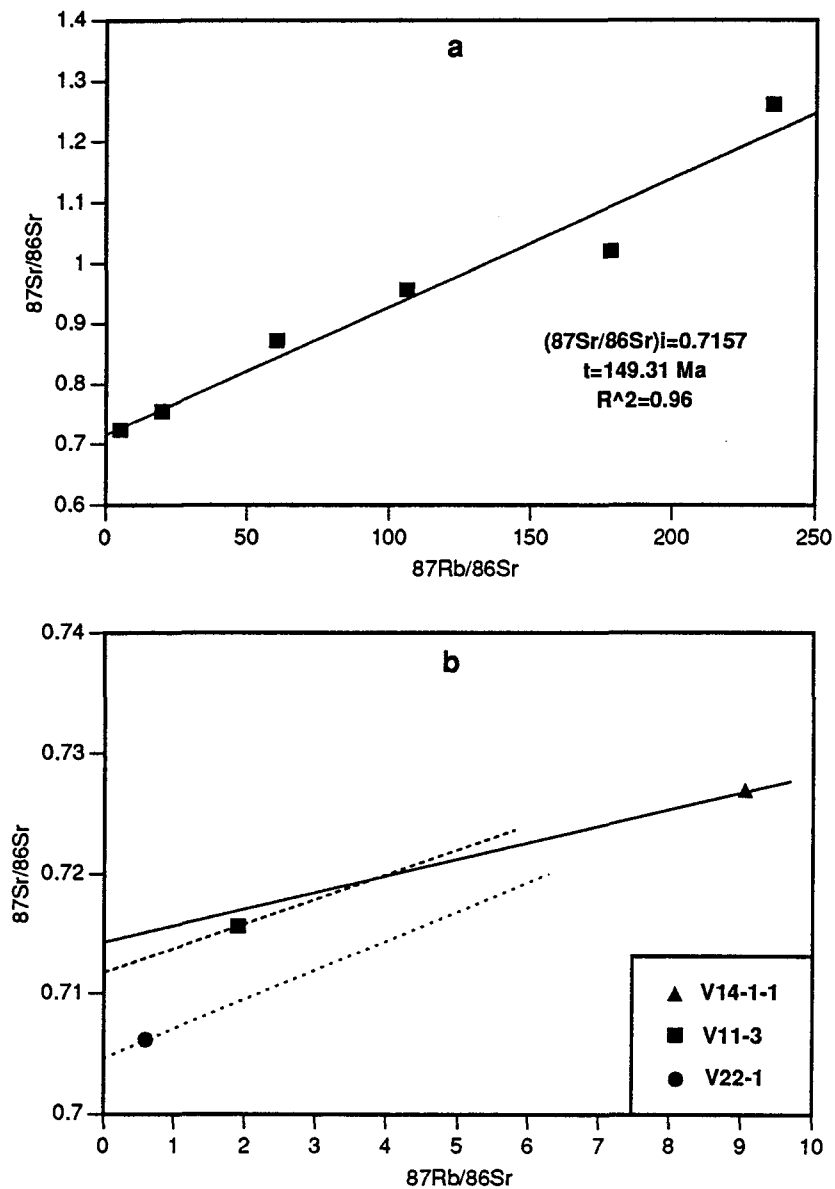 a
1.4
1.3
1.2
1.1
1
0.9
0.8
0.7
0.6
87Sr/86Sr
(87Sr/86Sr)i=0.7157
t=149.31 Ma
R^2=0.96
0 50 100 150 200 250
87Rb/86Sr
b
0.74
0.73
0.72
0.71
0.7
87Sr/86Sr
V14-1-1
V11-3
V22-1
0 1 2 3 4 5 6 7 8 9 10
87Rb/86Sr